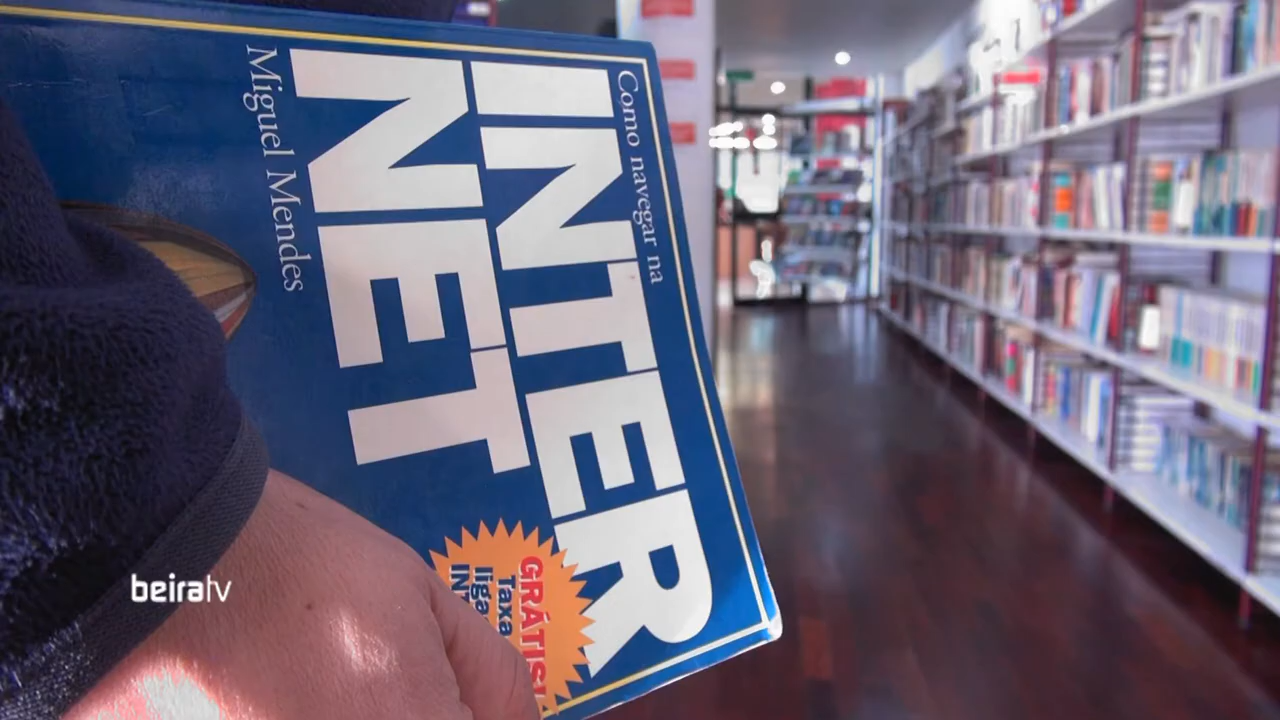 Como navegar na
INTER
NET
Miguel Mendes
GRÁTIS!
Taxa
beiratv